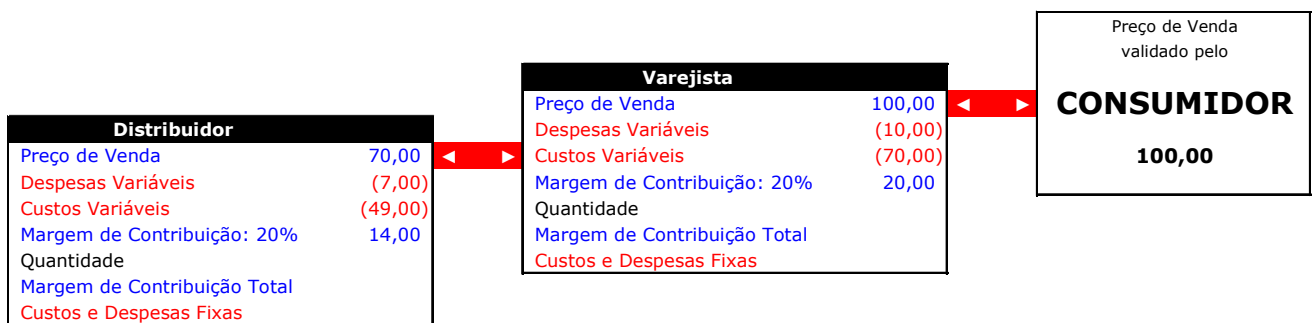 Preço de Venda
validado pelo
CONSUMIDOR
100,00
Varejista
Preço de Venda 100,00 ◄ ►
Despesas Variáveis (10,00)
Custos Variáveis (70,00)
Margem de Contribuição: 20% 20,00
Quantidade
Margem de Contribuição Total
Custos e Despesas Fixas
Distribuidor
Preço de Venda 70,00 ◄ ►
Despesas Variáveis (7,00)
Custos Variáveis (49,00)
Margem de Contribuição: 20% 14,00
Quantidade
Margem de Contribuição Total
Custos e Despesas Fixas